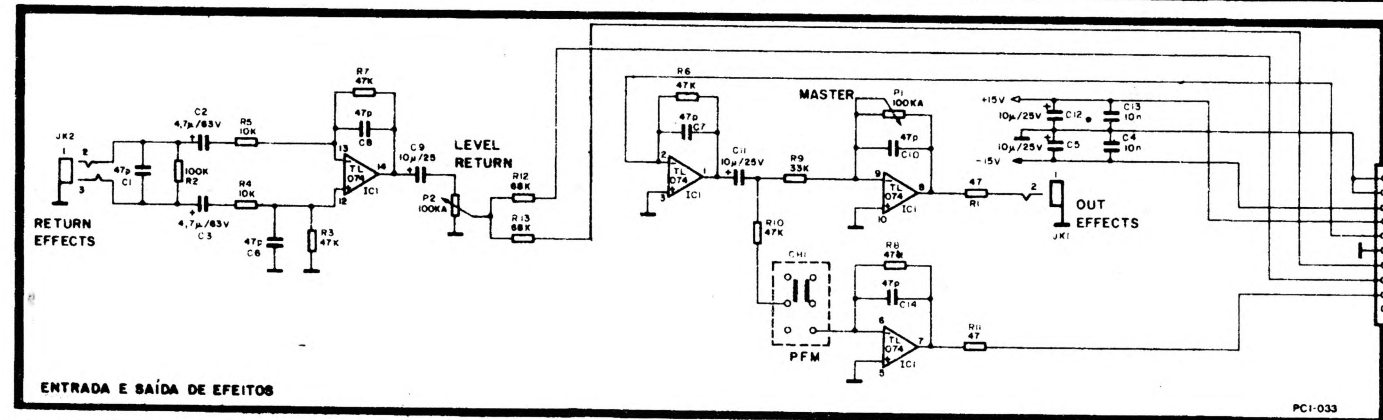 JK2
1
2
3
RETURN
EFFECTS
47p
C1
100K
R2
C2
4,7µ/63V
+
R5
10K
R4
10K
+
4,7µ/63V
C3
47p
C6
R3
47K
R7
47K
47p
C8
13
12
14
TL
074
IC1
C9
10µ/25
+
LEVEL
RETURN
P2
100KA
R12
68K
R13
68K
R6
47K
47p
C7
2
3
1
TL
074
IC1
C11
10µ/25V
+
R9
33K
R10
47K
MASTER
P1
100KA
47p
C10
9
10
8
TL
074
IC1
CH1
PFM
R8
47K
47p
C14
6
5
7
TL
074
IC1
R11
47
47
R1
2
1
JK1
OUT
EFFECTS
+15V
-15V
10µ/25V
C12
10µ/25V
C5
C13
10n
C4
10n
ENTRADA E SAÍDA DE EFEITOS
PCI-033